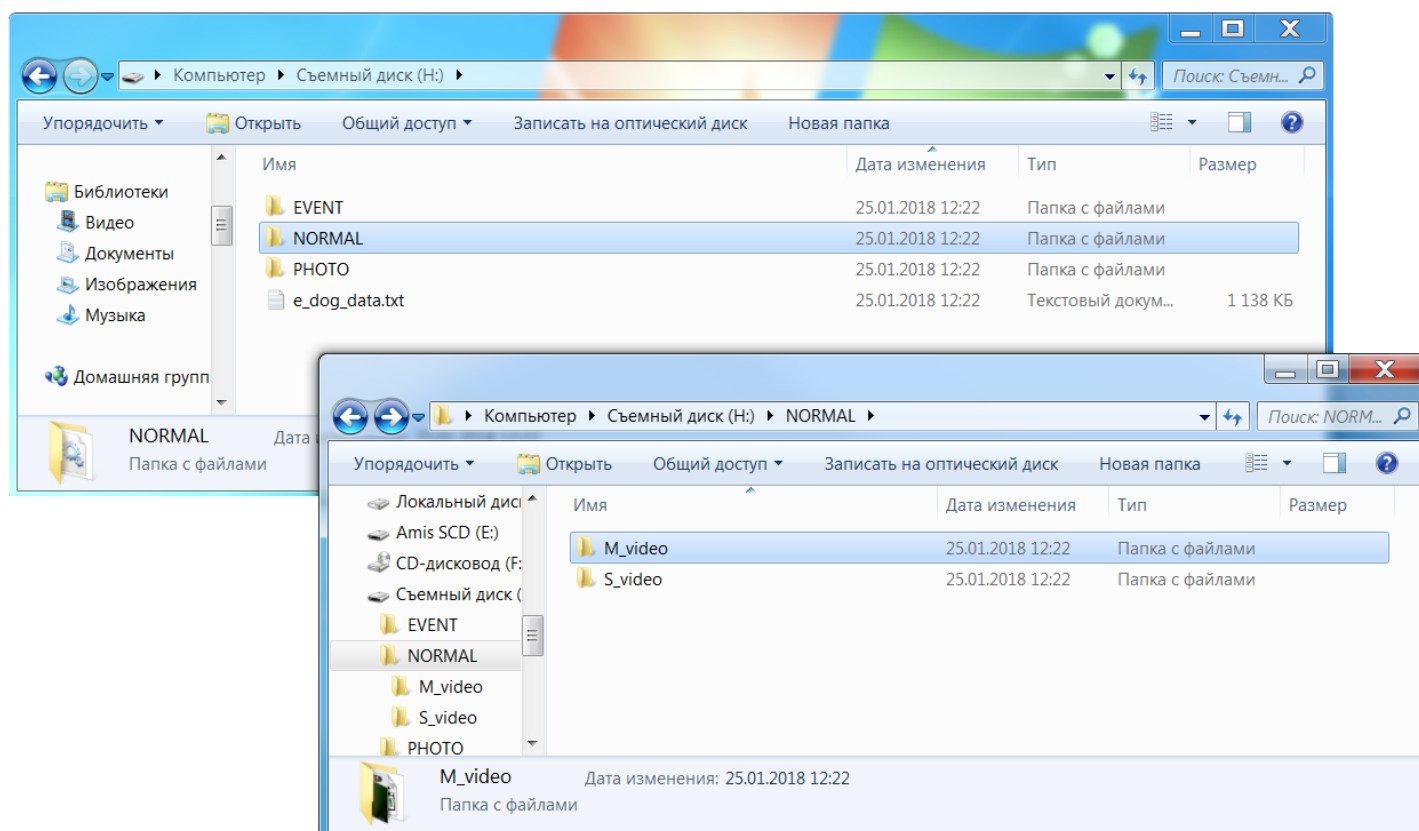 Компьютер Съемный диск (H:)
Поиск: Съемн...
Упорядочить Открыть Общий доступ Записать на оптический диск Новая папка
Имя Дата изменения Тип Размер
Библиотеки
Видео
Документы
Изображения
Музыка
Домашняя групп
EVENT 25.01.2018 12:22 Папка с файлами
NORMAL 25.01.2018 12:22 Папка с файлами
PHOTO 25.01.2018 12:22 Папка с файлами
e_dog_data.txt 25.01.2018 12:22 Текстовый докум... 1 138 КБ
NORMAL Дата
Папка с файлами
Компьютер Съемный диск (H:) NORMAL
Поиск: NORM...
Упорядочить Открыть Общий доступ Записать на оптический диск Новая папка
Имя Дата изменения Тип Размер
Локальный дис
Amis SCD (E:)
CD-дисковод (F:
Съемный диск (
EVENT
NORMAL
M_video
S_video
PHOTO
M_video 25.01.2018 12:22 Папка с файлами
S_video 25.01.2018 12:22 Папка с файлами
M_video Дата изменения: 25.01.2018 12:22
Папка с файлами